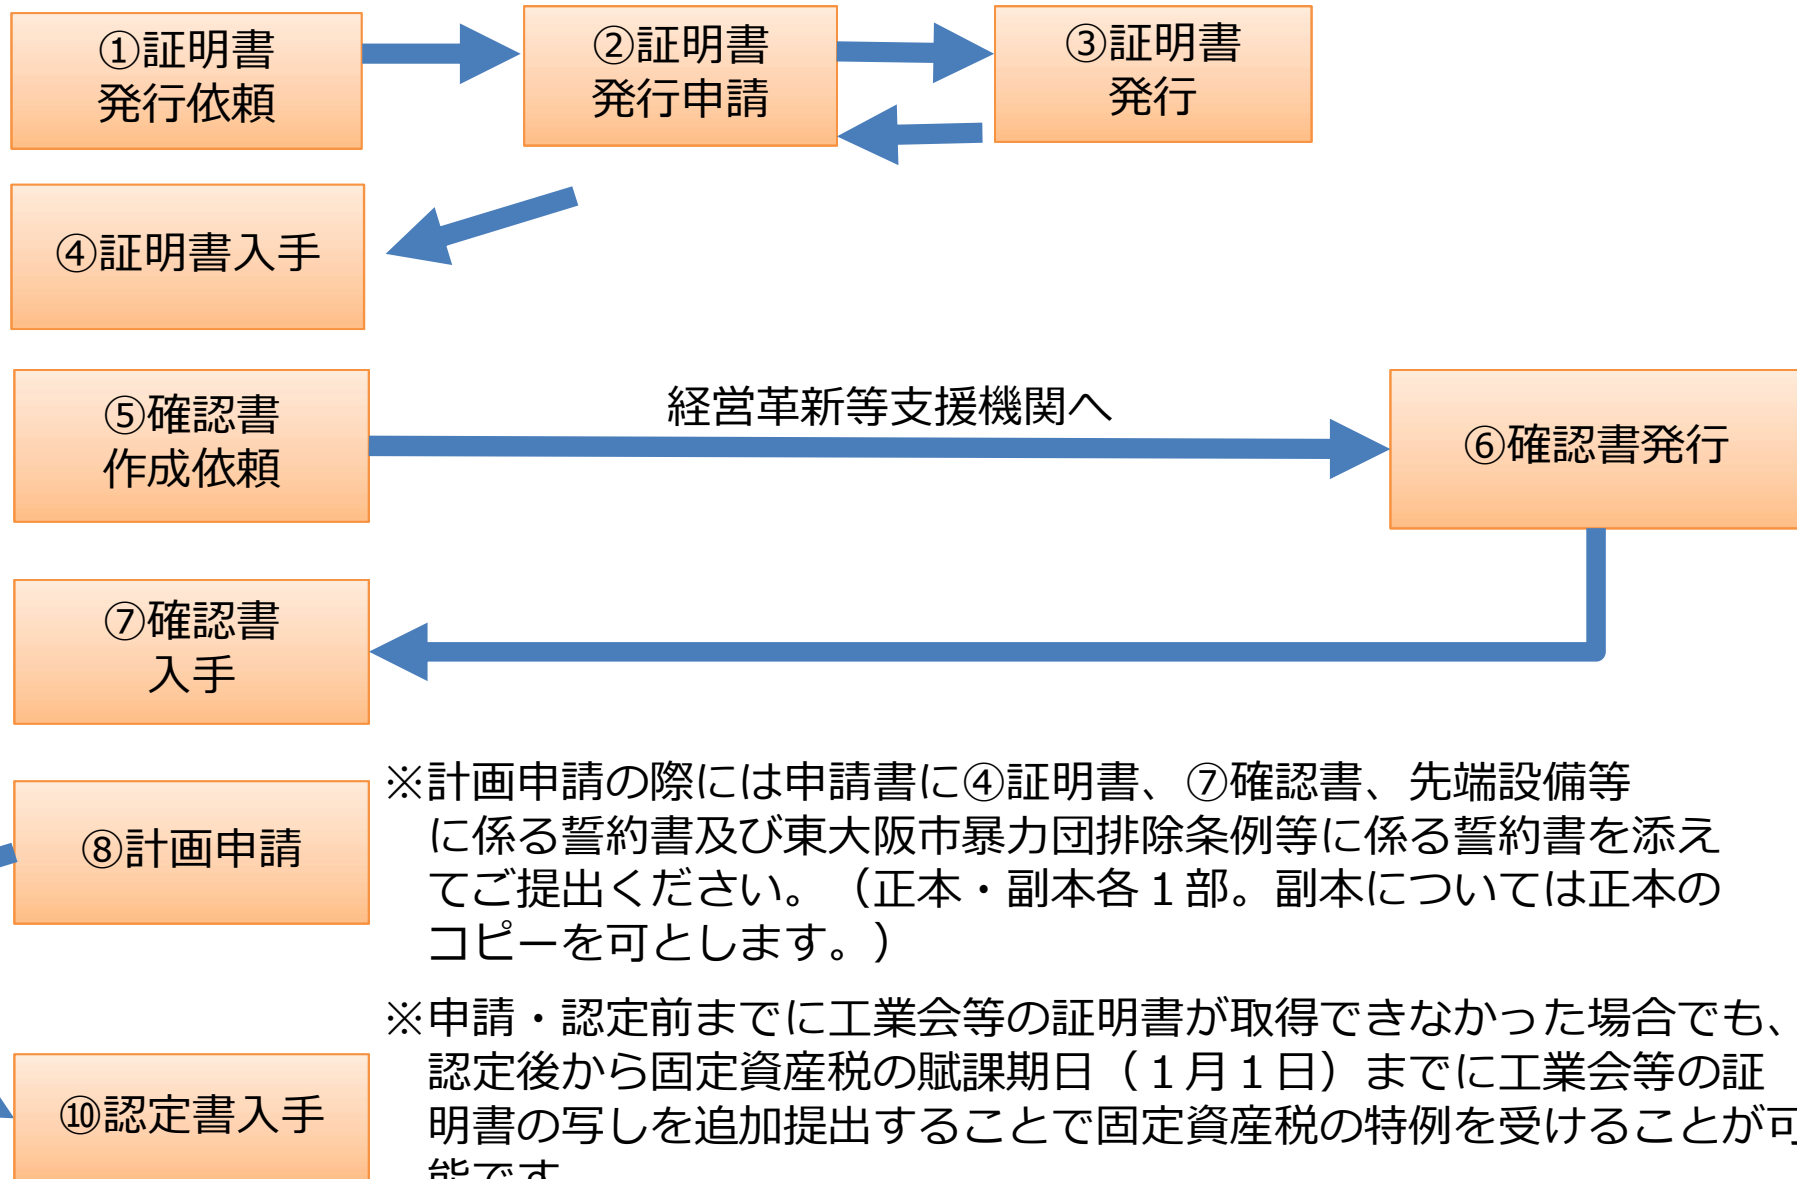 ①証明書
発行依頼
②証明書
発行申請
③証明書
発行
④証明書入手
⑤確認書
作成依頼
経営革新等支援機関へ
⑥確認書発行
⑦確認書
入手
⑧計画申請
※計画申請の際には申請書に④証明書、⑦確認書、先端設備等
に係る誓約書及び東大阪市暴力団排除条例等に係る誓約書を添え
てご提出ください。（正本・副本各１部。副本については正本の
コピーを可とします。）
⑩認定書入手
※申請・認定前までに工業会等の証明書が取得できなかった場合でも、
認定後から固定資産税の賦課期日（１月１日）までに工業会等の証
明書の写しを追加提出することで固定資産税の特例を受けることが可
能です